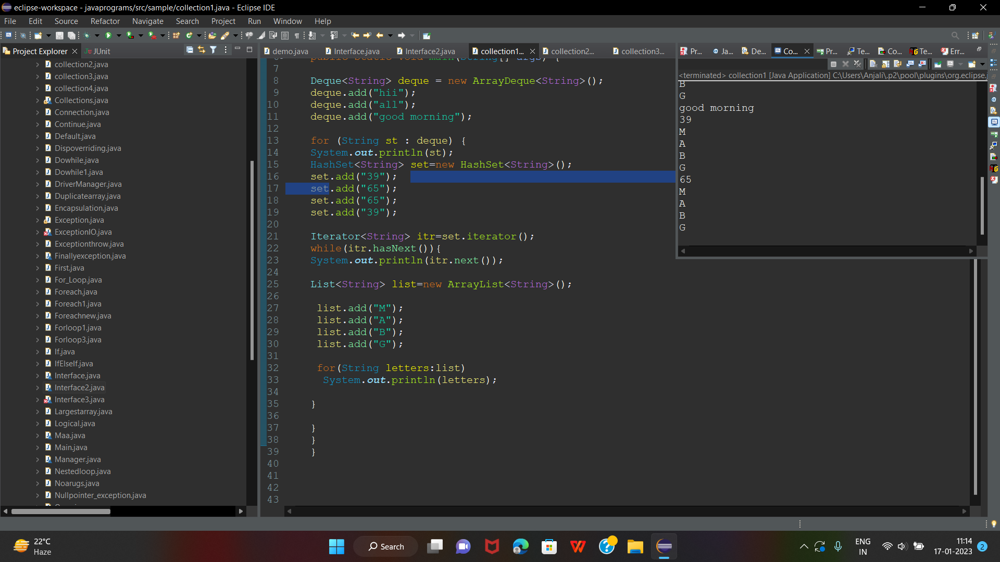 eclipse-workspace - javaprograms/src/sample/collection1.java - Eclipse IDE
File Edit Source Refactor Navigate Search Project Run Window Help
Project Explorer
Ju JUnit
collection2.java
collection3.java
collection4.java
Collections.java
Connection.java
Continue.java
Default.java
Dispoverriding.java
Dowhile.java
Dowhile1.java
DriverManager.java
Duplicatearray.java
Encapsulation.java
Exception.java
ExceptionIO.java
Exceptionthrow.java
Finallyexception.java
First.java
For_Loop.java
Foreach.java
Foreach1.java
Foreachnew.java
Forloop1.java
Forloop3.java
If.java
IfElseIf.java
Interface.java
Interface2.java
Interface3.java
Largestarray.java
Logical.java
Maa.java
Main.java
Manager.java
Nestedloop.java
Noarugs.java
Nullpointer_exception.java
demo.java Interface.java Interface2.java collection1... collection2... collection3...
6 public static void main(String[] args) {
7
8 Deque<String> deque = new ArrayDeque<String>();
9 deque.add("hii");
10 deque.add("all");
11 deque.add("good morning");
12
13 for (String st : deque) {
14 System.out.println(st);
15 HashSet<String> set=new HashSet<String>();
16 set.add("39");
17 set.add("65");
18 set.add("65");
19 set.add("39");
20
21 Iterator<String> itr=set.iterator();
22 while(itr.hasNext()){
23 System.out.println(itr.next());
24
25 List<String> list=new ArrayList<String>();
26
27 list.add("M");
28 list.add("A");
29 list.add("B");
30 list.add("G");
31
32 for(String letters:list)
33 System.out.println(letters);
34
35 }
36
37 }
38 }
39 }
40
41
42
43
Pr... @ Ja... De... Co... Pr... Te... Co... Te... Err...
<terminated> collection1 [Java Application] C:\Users\Anjali\.p2\pool\plugins\org.eclipse.j
B
G
good morning
39
M
A
B
G
65
M
A
B
G
22°C
Haze
Search
ENG
IN
11:14
17-01-2023
2